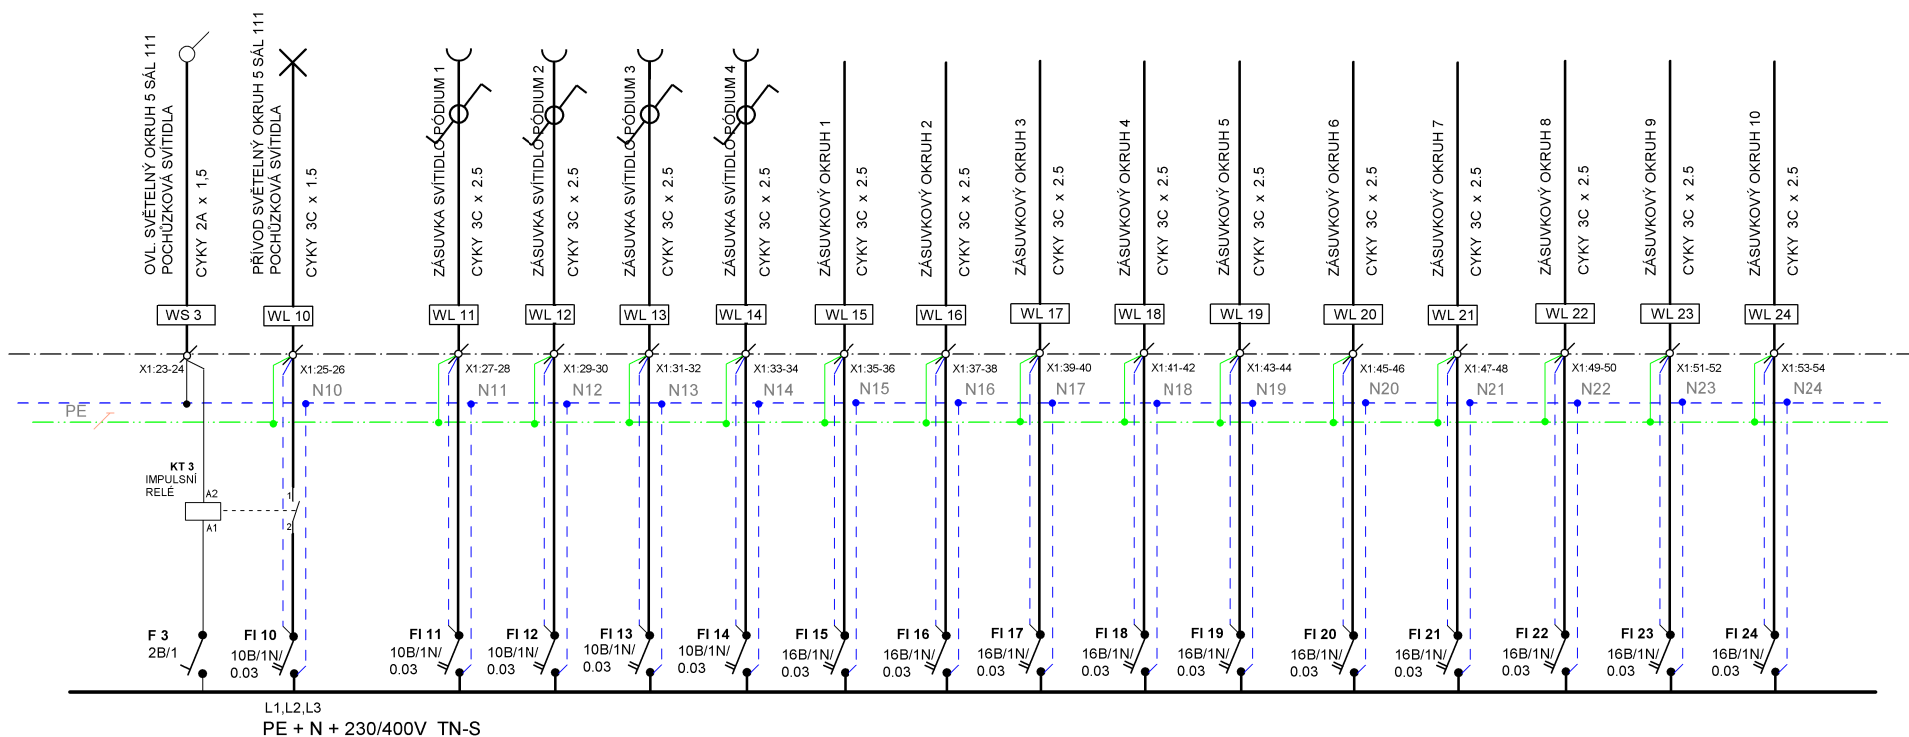 OVL. SVĚTELNÝ OKRUH 5 SÁL 111
POCHŮZKOVÁ SVÍTIDLA
CYKY 2A x 1,5
PŘÍVOD SVĚTELNÝ OKRUH 5 SÁL 111
POCHŮZKOVÁ SVÍTIDLA
CYKY 3C x 1.5
ZÁSUVKA SVÍTIDLO PÓDIUM 1
CYKY 3C x 2.5
ZÁSUVKA SVÍTIDLO PÓDIUM 2
CYKY 3C x 2.5
ZÁSUVKA SVÍTIDLO PÓDIUM 3
CYKY 3C x 2.5
ZÁSUVKA SVÍTIDLO PÓDIUM 4
CYKY 3C x 2.5
ZÁSUVKOVÝ OKRUH 1
CYKY 3C x 2.5
ZÁSUVKOVÝ OKRUH 2
CYKY 3C x 2.5
ZÁSUVKOVÝ OKRUH 3
CYKY 3C x 2.5
ZÁSUVKOVÝ OKRUH 4
CYKY 3C x 2.5
ZÁSUVKOVÝ OKRUH 5
CYKY 3C x 2.5
ZÁSUVKOVÝ OKRUH 6
CYKY 3C x 2.5
ZÁSUVKOVÝ OKRUH 7
CYKY 3C x 2.5
ZÁSUVKOVÝ OKRUH 8
CYKY 3C x 2.5
ZÁSUVKOVÝ OKRUH 9
CYKY 3C x 2.5
ZÁSUVKOVÝ OKRUH 10
CYKY 3C x 2.5
WS 3
WL 10
WL 11
WL 12
WL 13
WL 14
WL 15
WL 16
WL 17
WL 18
WL 19
WL 20
WL 21
WL 22
WL 23
WL 24
X1:23-24
X1:25-26
X1:27-28
X1:29-30
X1:31-32
X1:33-34
X1:35-36
X1:37-38
X1:39-40
X1:41-42
X1:43-44
X1:45-46
X1:47-48
X1:49-50
X1:51-52
X1:53-54
N10
N11
N12
N13
N14
N15
N16
N17
N18
N19
N20
N21
N22
N23
N24
PE
KT 3
IMPULSNÍ
RELÉ
A2
A1
1
2
F 3
2B/1
FI 10
10B/1N/
0.03
FI 11
10B/1N/
0.03
FI 12
10B/1N/
0.03
FI 13
10B/1N/
0.03
FI 14
10B/1N/
0.03
FI 15
16B/1N/
0.03
FI 16
16B/1N/
0.03
FI 17
16B/1N/
0.03
FI 18
16B/1N/
0.03
FI 19
16B/1N/
0.03
FI 20
16B/1N/
0.03
FI 21
16B/1N/
0.03
FI 22
16B/1N/
0.03
FI 23
16B/1N/
0.03
FI 24
16B/1N/
0.03
L1,L2,L3
PE + N + 230/400V TN-S